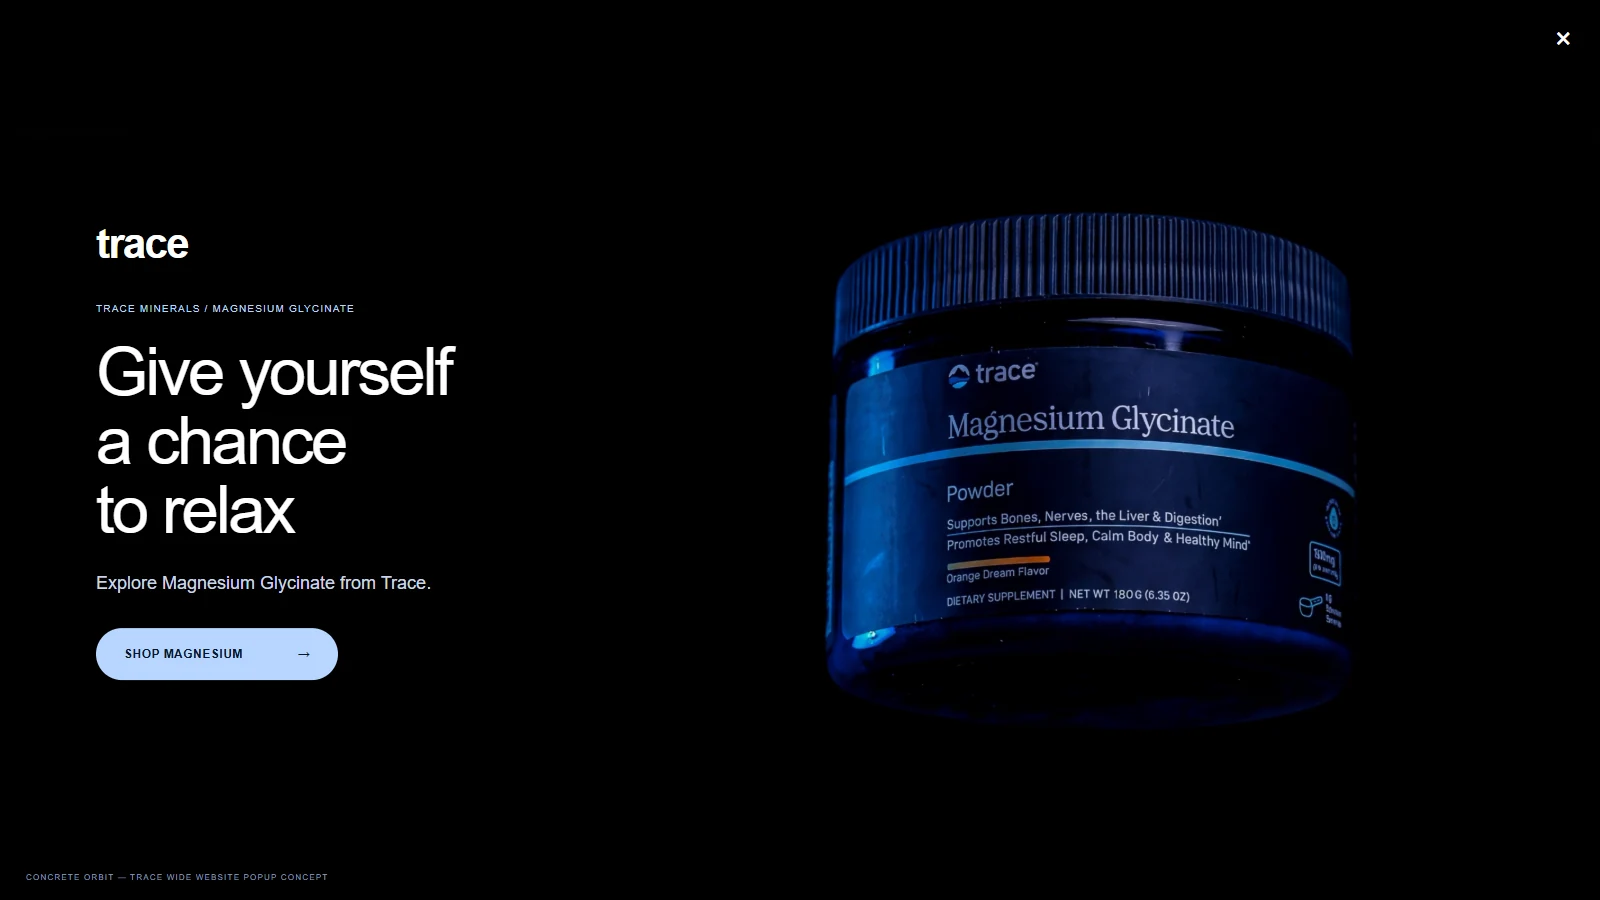 ×
trace
TRACE MINERALS / MAGNESIUM GLYCINATE
Give yourself
a chance
to relax
Explore Magnesium Glycinate from Trace.
SHOP MAGNESIUM →
trace
Magnesium Glycinate
Powder
Supports Bones, Nerves, the Liver & Digestion*
Promotes Restful Sleep, Calm Body & Healthy Mind*
Orange Dream Flavor
DIETARY SUPPLEMENT | NET WT 180G (6.35 OZ)
CONCRETE ORBIT — TRACE WIDE WEBSITE POPUP CONCEPT